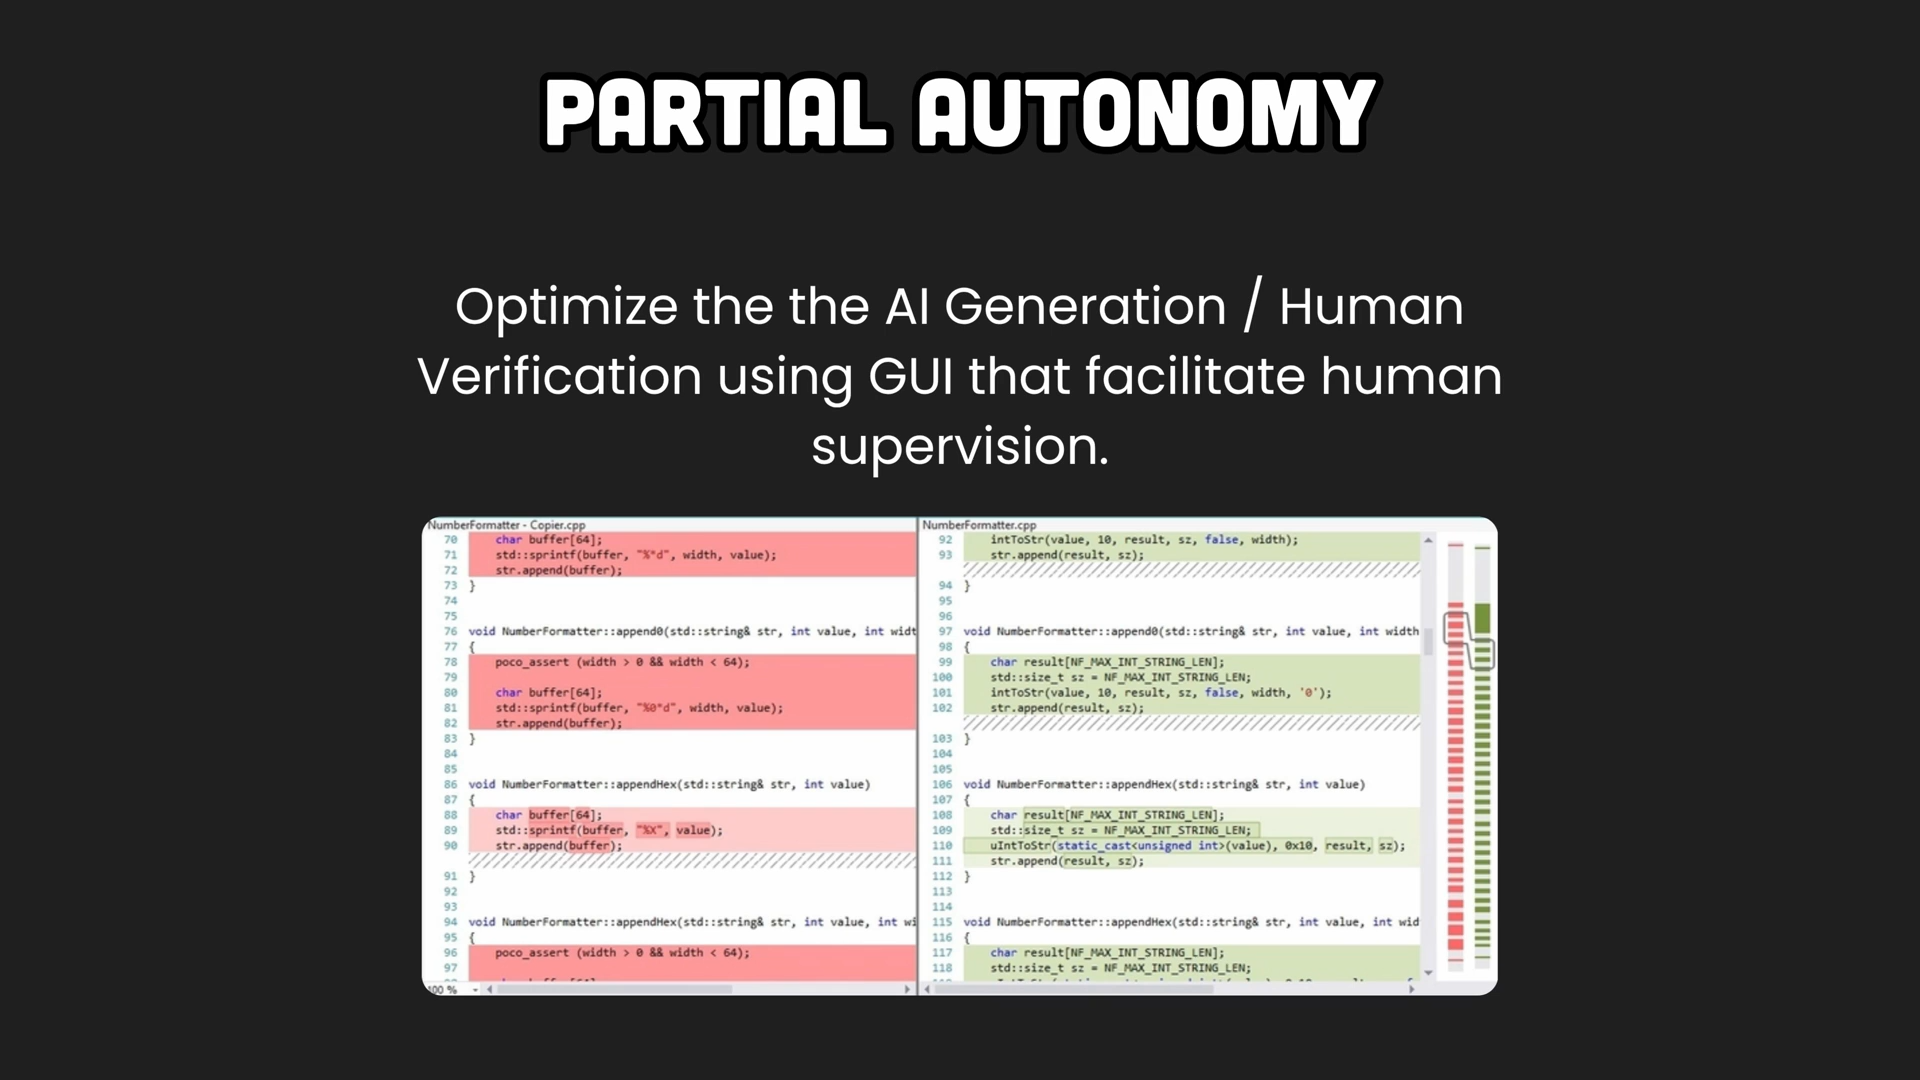 PARTIAL AUTONOMY
Optimize the the AI Generation / Human
Verification using GUI that facilitate human
supervision.
NumberFormatter - Copier.cpp
70 char buffer[64];
71 std::sprintf(buffer, "%*d", width, value);
72 str.append(buffer);
73 }
74
75
76 void NumberFormatter::append0(std::string& str, int value, int widt
77 {
78 poco_assert (width > 0 && width < 64);
79
80 char buffer[64];
81 std::sprintf(buffer, "%0*d", width, value);
82 str.append(buffer);
83 }
84
85
86 void NumberFormatter::appendHex(std::string& str, int value)
87 {
88 char buffer[64];
89 std::sprintf(buffer, "%X", value);
90 str.append(buffer);
91 }
92
93
94 void NumberFormatter::appendHex(std::string& str, int value, int wi
95 {
96 poco_assert (width > 0 && width < 64);
97
00 %
NumberFormatter.cpp
92 intToStr(value, 10, result, sz, false, width);
93 str.append(result, sz);
94 }
95
96
97 void NumberFormatter::append0(std::string& str, int value, int width
98 {
99 char result[NF_MAX_INT_STRING_LEN];
100 std::size_t sz = NF_MAX_INT_STRING_LEN;
101 intToStr(value, 10, result, sz, false, width, '0');
102 str.append(result, sz);
103 }
104
105
106 void NumberFormatter::appendHex(std::string& str, int value)
107 {
108 char result[NF_MAX_INT_STRING_LEN];
109 std::size_t sz = NF_MAX_INT_STRING_LEN;
110 uIntToStr(static_cast<unsigned int>(value), 0x10, result, sz);
111 str.append(result, sz);
112 }
113
114
115 void NumberFormatter::appendHex(std::string& str, int value, int wid
116 {
117 char result[NF_MAX_INT_STRING_LEN];
118 std::size_t sz = NF_MAX_INT_STRING_LEN;